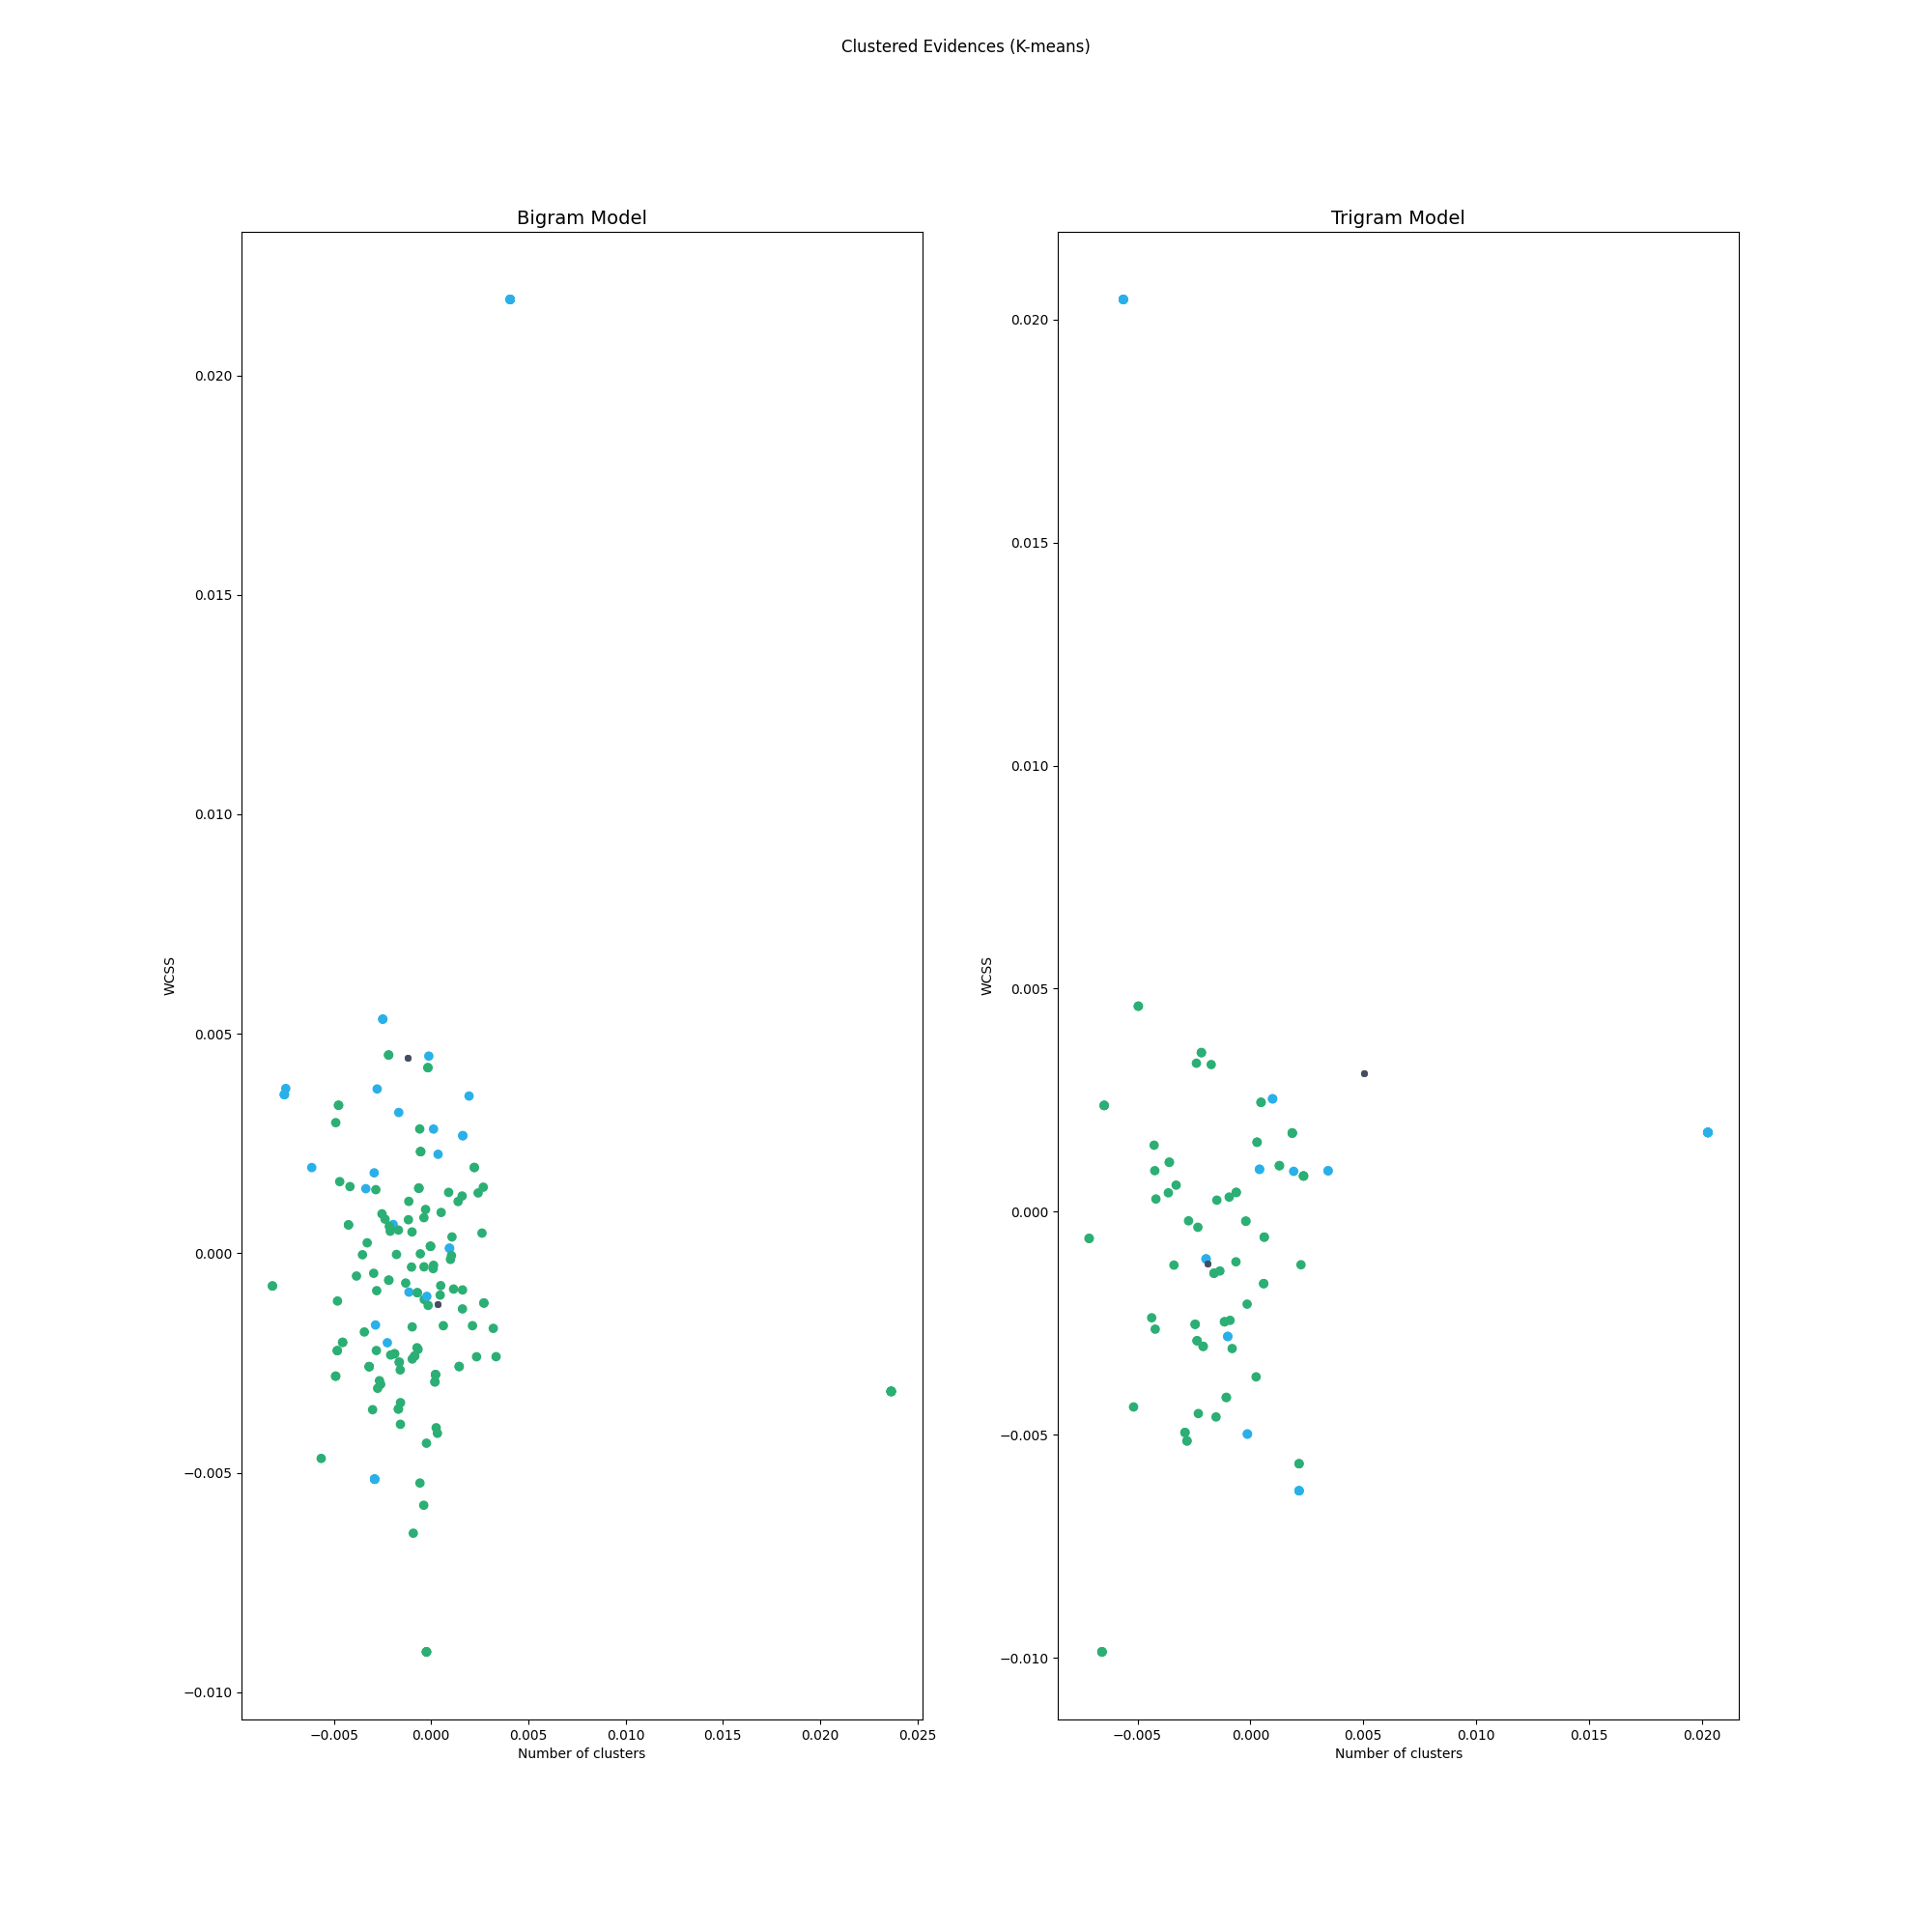 Clustered Evidences (K-means)
Bigram Model
WCSS
0.020
0.015
0.010
0.005
0.000
−0.005
−0.010
−0.005 0.000 0.005 0.010 0.015 0.020 0.025
Number of clusters
Trigram Model
WCSS
0.020
0.015
0.010
0.005
0.000
−0.005
−0.010
−0.005 0.000 0.005 0.010 0.015 0.020
Number of clusters